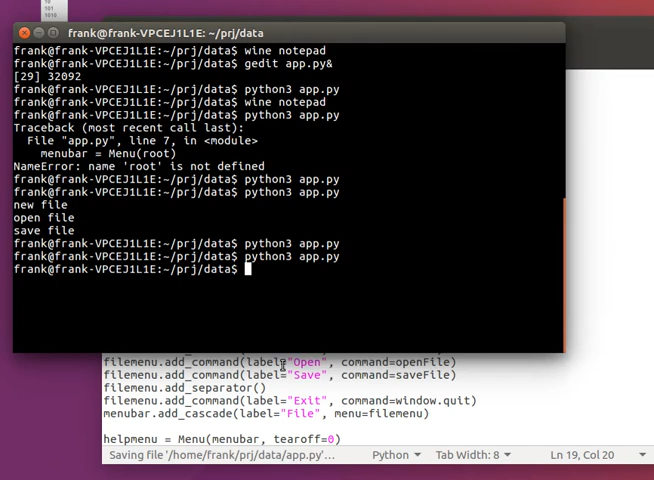 10
101
1010
frank@frank-VPCEJ1L1E: ~/prj/data
frank@frank-VPCEJ1L1E:~/prj/data$ wine notepad
frank@frank-VPCEJ1L1E:~/prj/data$ gedit app.py&
[29] 32092
frank@frank-VPCEJ1L1E:~/prj/data$ python3 app.py
frank@frank-VPCEJ1L1E:~/prj/data$ wine notepad
frank@frank-VPCEJ1L1E:~/prj/data$ python3 app.py
Traceback (most recent call last):
  File "app.py", line 7, in <module>
    menubar = Menu(root)
NameError: name 'root' is not defined
frank@frank-VPCEJ1L1E:~/prj/data$ python3 app.py
frank@frank-VPCEJ1L1E:~/prj/data$ python3 app.py
new file
open file
save file
frank@frank-VPCEJ1L1E:~/prj/data$ python3 app.py
frank@frank-VPCEJ1L1E:~/prj/data$ python3 app.py
frank@frank-VPCEJ1L1E:~/prj/data$
filemenu.add_command(label="Open", command=openFile)
filemenu.add_command(label="Save", command=saveFile)
filemenu.add_separator()
filemenu.add_command(label="Exit", command=window.quit)
menubar.add_cascade(label="File", menu=filemenu)
helpmenu = Menu(menubar, tearoff=0)
Saving file '/home/frank/prj/data/app.py'... Python Tab Width: 8 Ln 19, Col 20